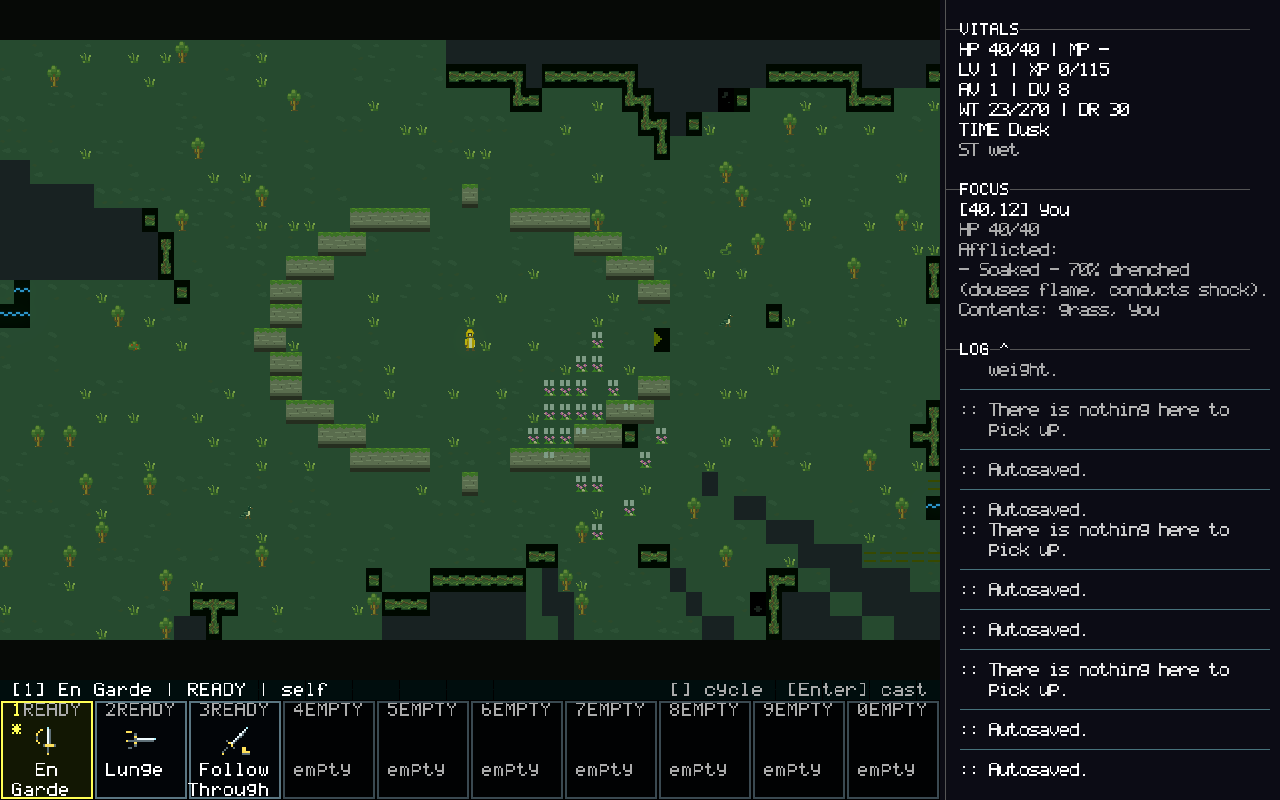 VITALS
HP 40/40 | MP -
LV 1 | XP 0/115
AV 1 | DV 8
WT 23/270 | DR 30
TIME Dusk
ST wet
FOCUS
[40,12] You
HP 40/40
Afflicted:
- Soaked - 70% drenched
(douses flame, conducts shock).
Contents: grass, You
LOG ^
weight.
:: There is nothing here to
Pick up.
:: Autosaved.
:: Autosaved.
:: There is nothing here to
Pick up.
:: Autosaved.
:: Autosaved.
:: There is nothing here to
Pick up.
:: Autosaved.
:: Autosaved.
[1] En Garde | READY | self
[] cycle [Enter] cast
1READY 2READY 3READY 4EMPTY 5EMPTY 6EMPTY 7EMPTY 8EMPTY 9EMPTY 0EMPTY
*
En Lunge Follow empty empty empty empty empty empty empty
Garde Through